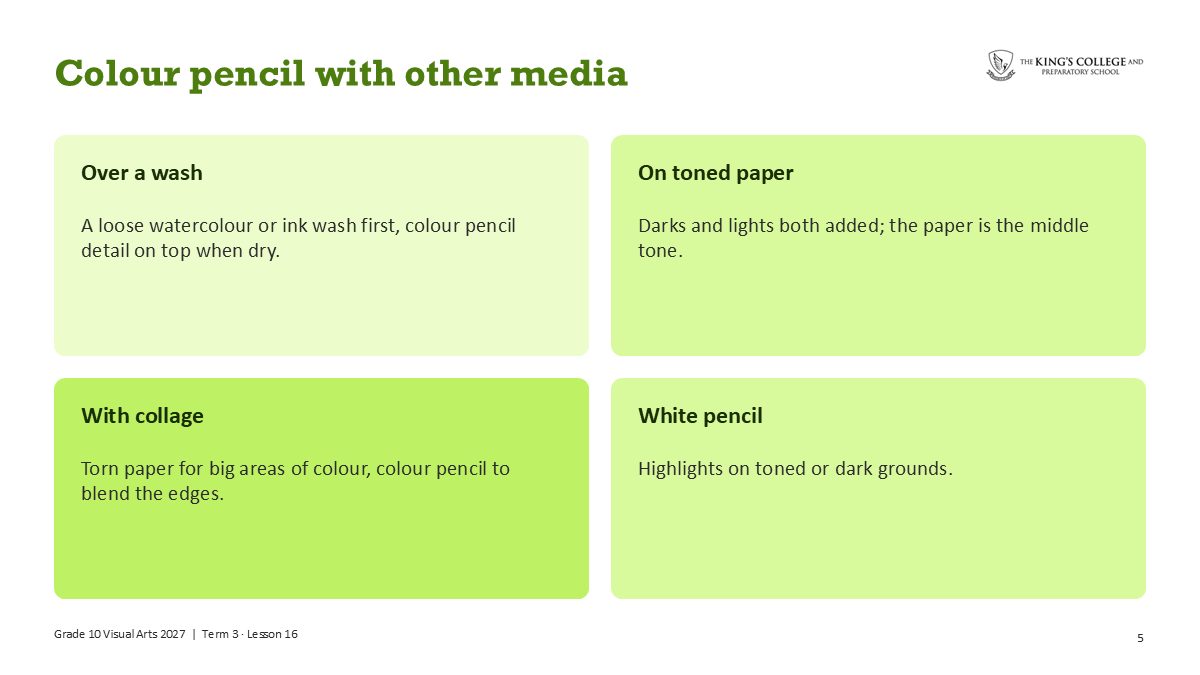 Colour pencil with other media
THE KING'S COLLEGE AND
PREPARATORY SCHOOL
Over a wash
A loose watercolour or ink wash first, colour pencil
detail on top when dry.
On toned paper
Darks and lights both added; the paper is the middle
tone.
With collage
Torn paper for big areas of colour, colour pencil to
blend the edges.
White pencil
Highlights on toned or dark grounds.
Grade 10 Visual Arts 2027 | Term 3 · Lesson 16
5